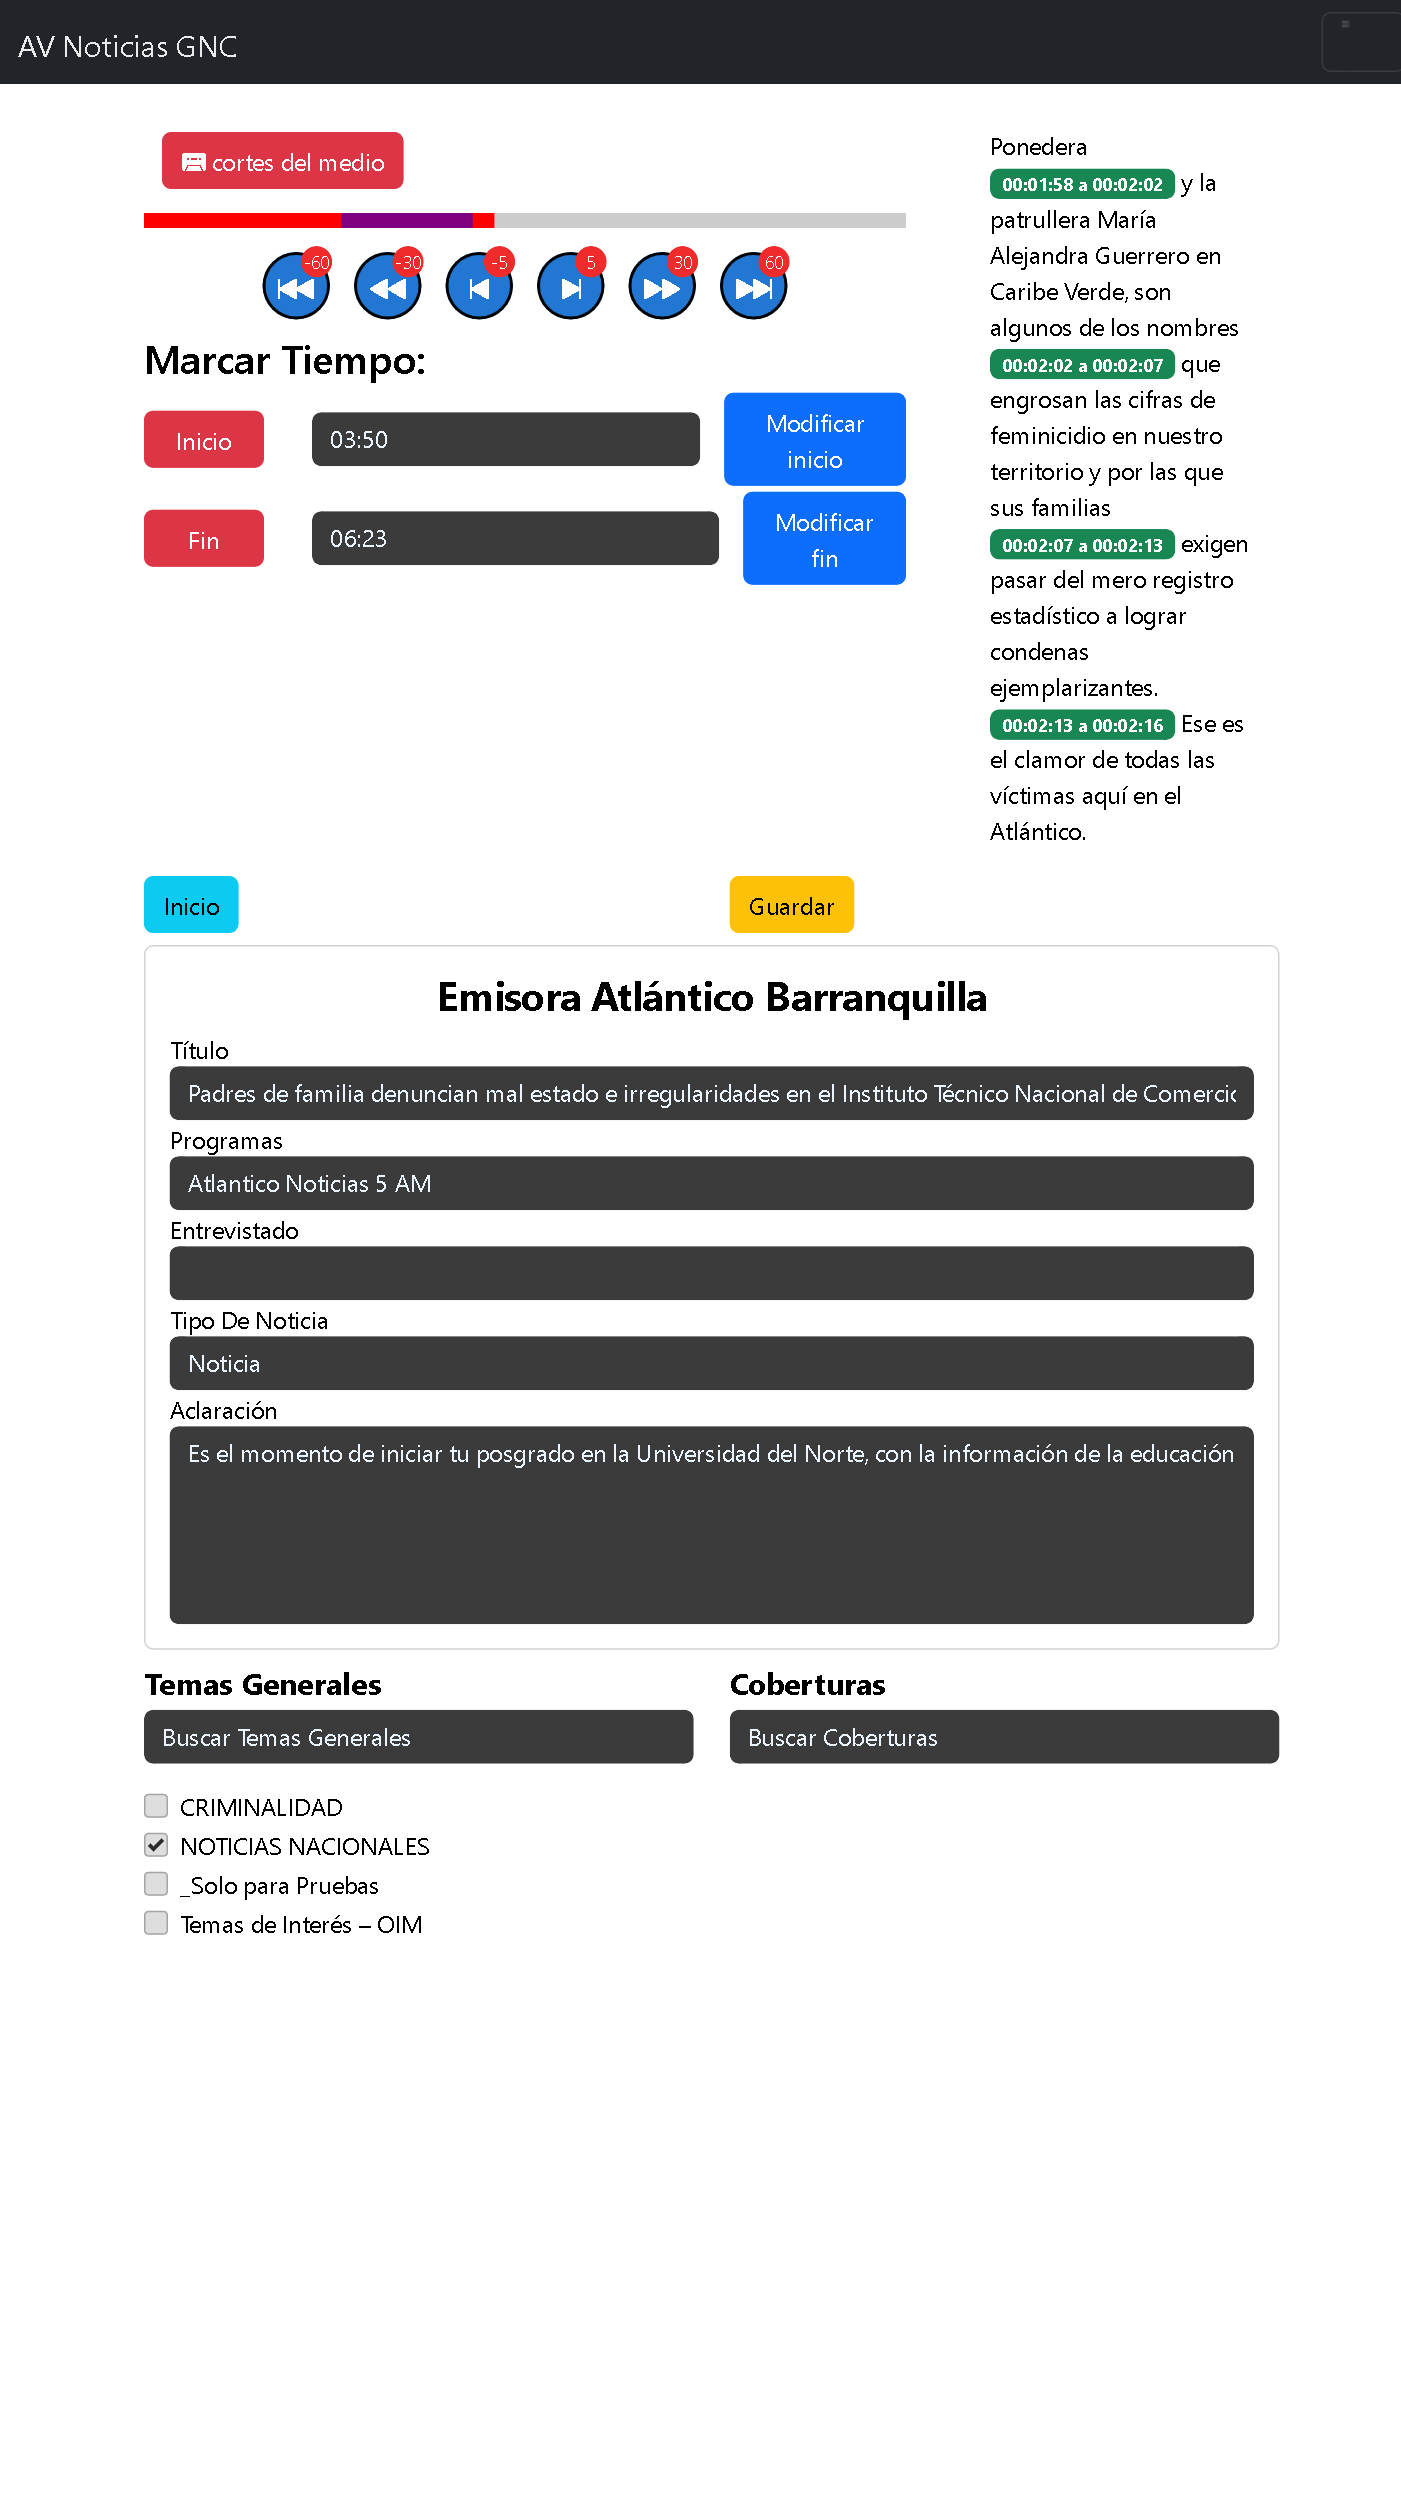 AV Noticias GNC
cortes del medio
-60
-30
-5
5
30
60
Marcar Tiempo:
Inicio
03:50
Modificar
inicio
Fin
06:23
Modificar
fin
Ponedera
00:01:58 a 00:02:02 y la
patrullera María
Alejandra Guerrero en
Caribe Verde, son
algunos de los nombres
00:02:02 a 00:02:07 que
engrosan las cifras de
feminicidio en nuestro
territorio y por las que
sus familias
00:02:07 a 00:02:13 exigen
pasar del mero registro
estadístico a lograr
condenas
ejemplarizantes.
00:02:13 a 00:02:16 Ese es
el clamor de todas las
víctimas aquí en el
Atlántico.
Inicio
Guardar
Emisora Atlántico Barranquilla
Título
Padres de familia denuncian mal estado e irregularidades en el Instituto Técnico Nacional de Comercio
Programas
Atlantico Noticias 5 AM
Entrevistado
Tipo De Noticia
Noticia
Aclaración
Es el momento de iniciar tu posgrado en la Universidad del Norte, con la información de la educación
Temas Generales
Buscar Temas Generales
CRIMINALIDAD
NOTICIAS NACIONALES
_Solo para Pruebas
Temas de Interés – OIM
Coberturas
Buscar Coberturas